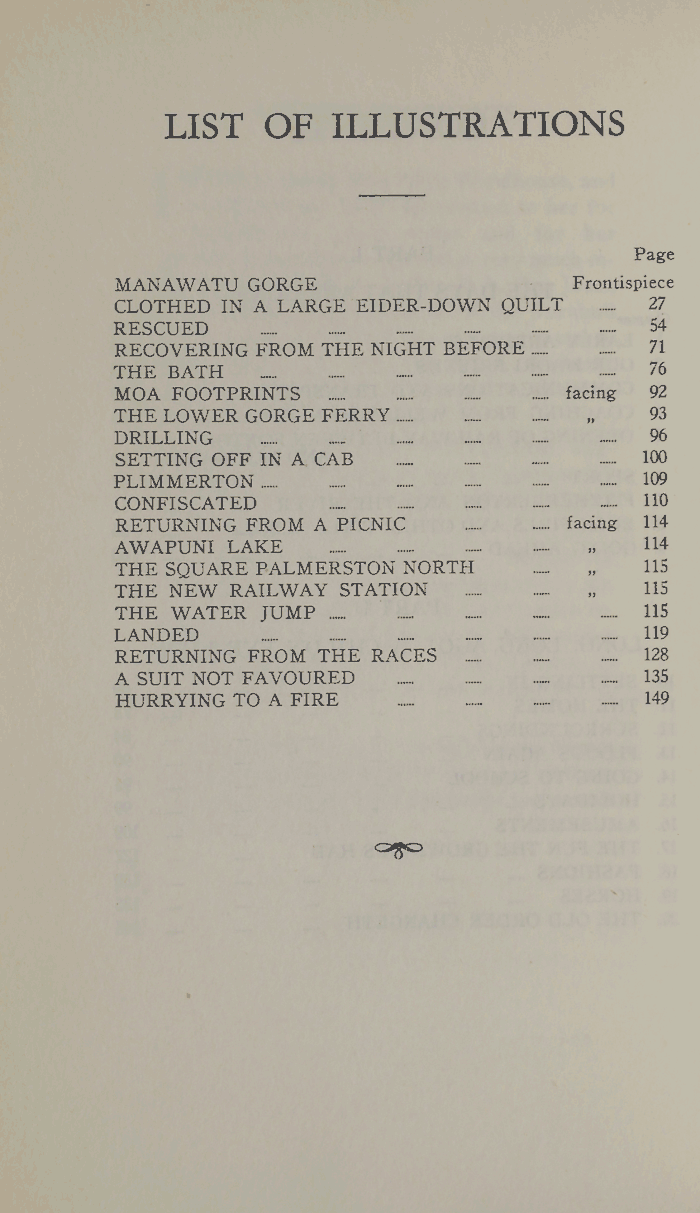 LIST OF ILLUSTRATIONS
Page
MANAWATU GORGE Frontispiece
CLOTHED IN A LARGE EIDER-DOWN QUILT ...... 27
RESCUED ...... ...... ...... ...... ...... ...... 54
RECOVERING FROM THE NIGHT BEFORE ...... ...... 71
THE BATH ...... ...... ...... ...... ...... ...... 76
MOA FOOTPRINTS ...... ...... ...... ...... facing 92
THE LOWER GORGE FERRY ...... ...... ...... „ 93
DRILLING ...... ...... ...... ...... ...... ...... 96
SETTING OFF IN A CAB ...... ...... ...... ...... 100
PLIMMERTON ...... ...... ...... ...... ...... ...... 109
CONFISCATED ...... ...... ...... ...... ...... 110
RETURNING FROM A PICNIC ...... ...... facing 114
AWAPUNI LAKE ...... ...... ...... ...... „ 114
THE SQUARE PALMERSTON NORTH ...... „ 115
THE NEW RAILWAY STATION ...... ...... „ 115
THE WATER JUMP ...... ...... ...... ...... ...... 115
LANDED ...... ...... ...... ...... ...... ...... 119
RETURNING FROM THE RACES ...... ...... ...... 128
A SUIT NOT FAVOURED ...... ...... ...... ...... 135
HURRYING TO A FIRE ...... ...... ...... ...... 149